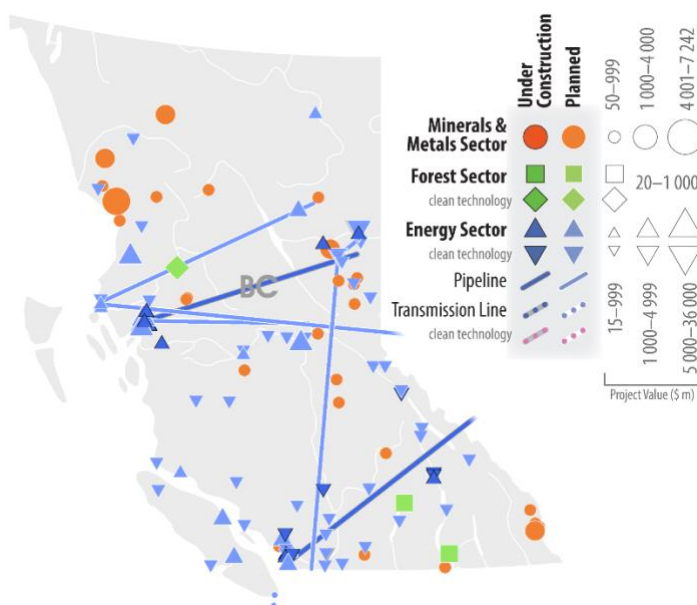 BC
Under
Construction
Planned
50–999
1 000–4 000
4 001–7 242
Minerals &
Metals Sector
Forest Sector
20–1 000
clean technology
Energy Sector
clean technology
Pipeline
Transmission Line
clean technology
15–999
1 000–4 999
5 000–36 000
Project Value ($ m)